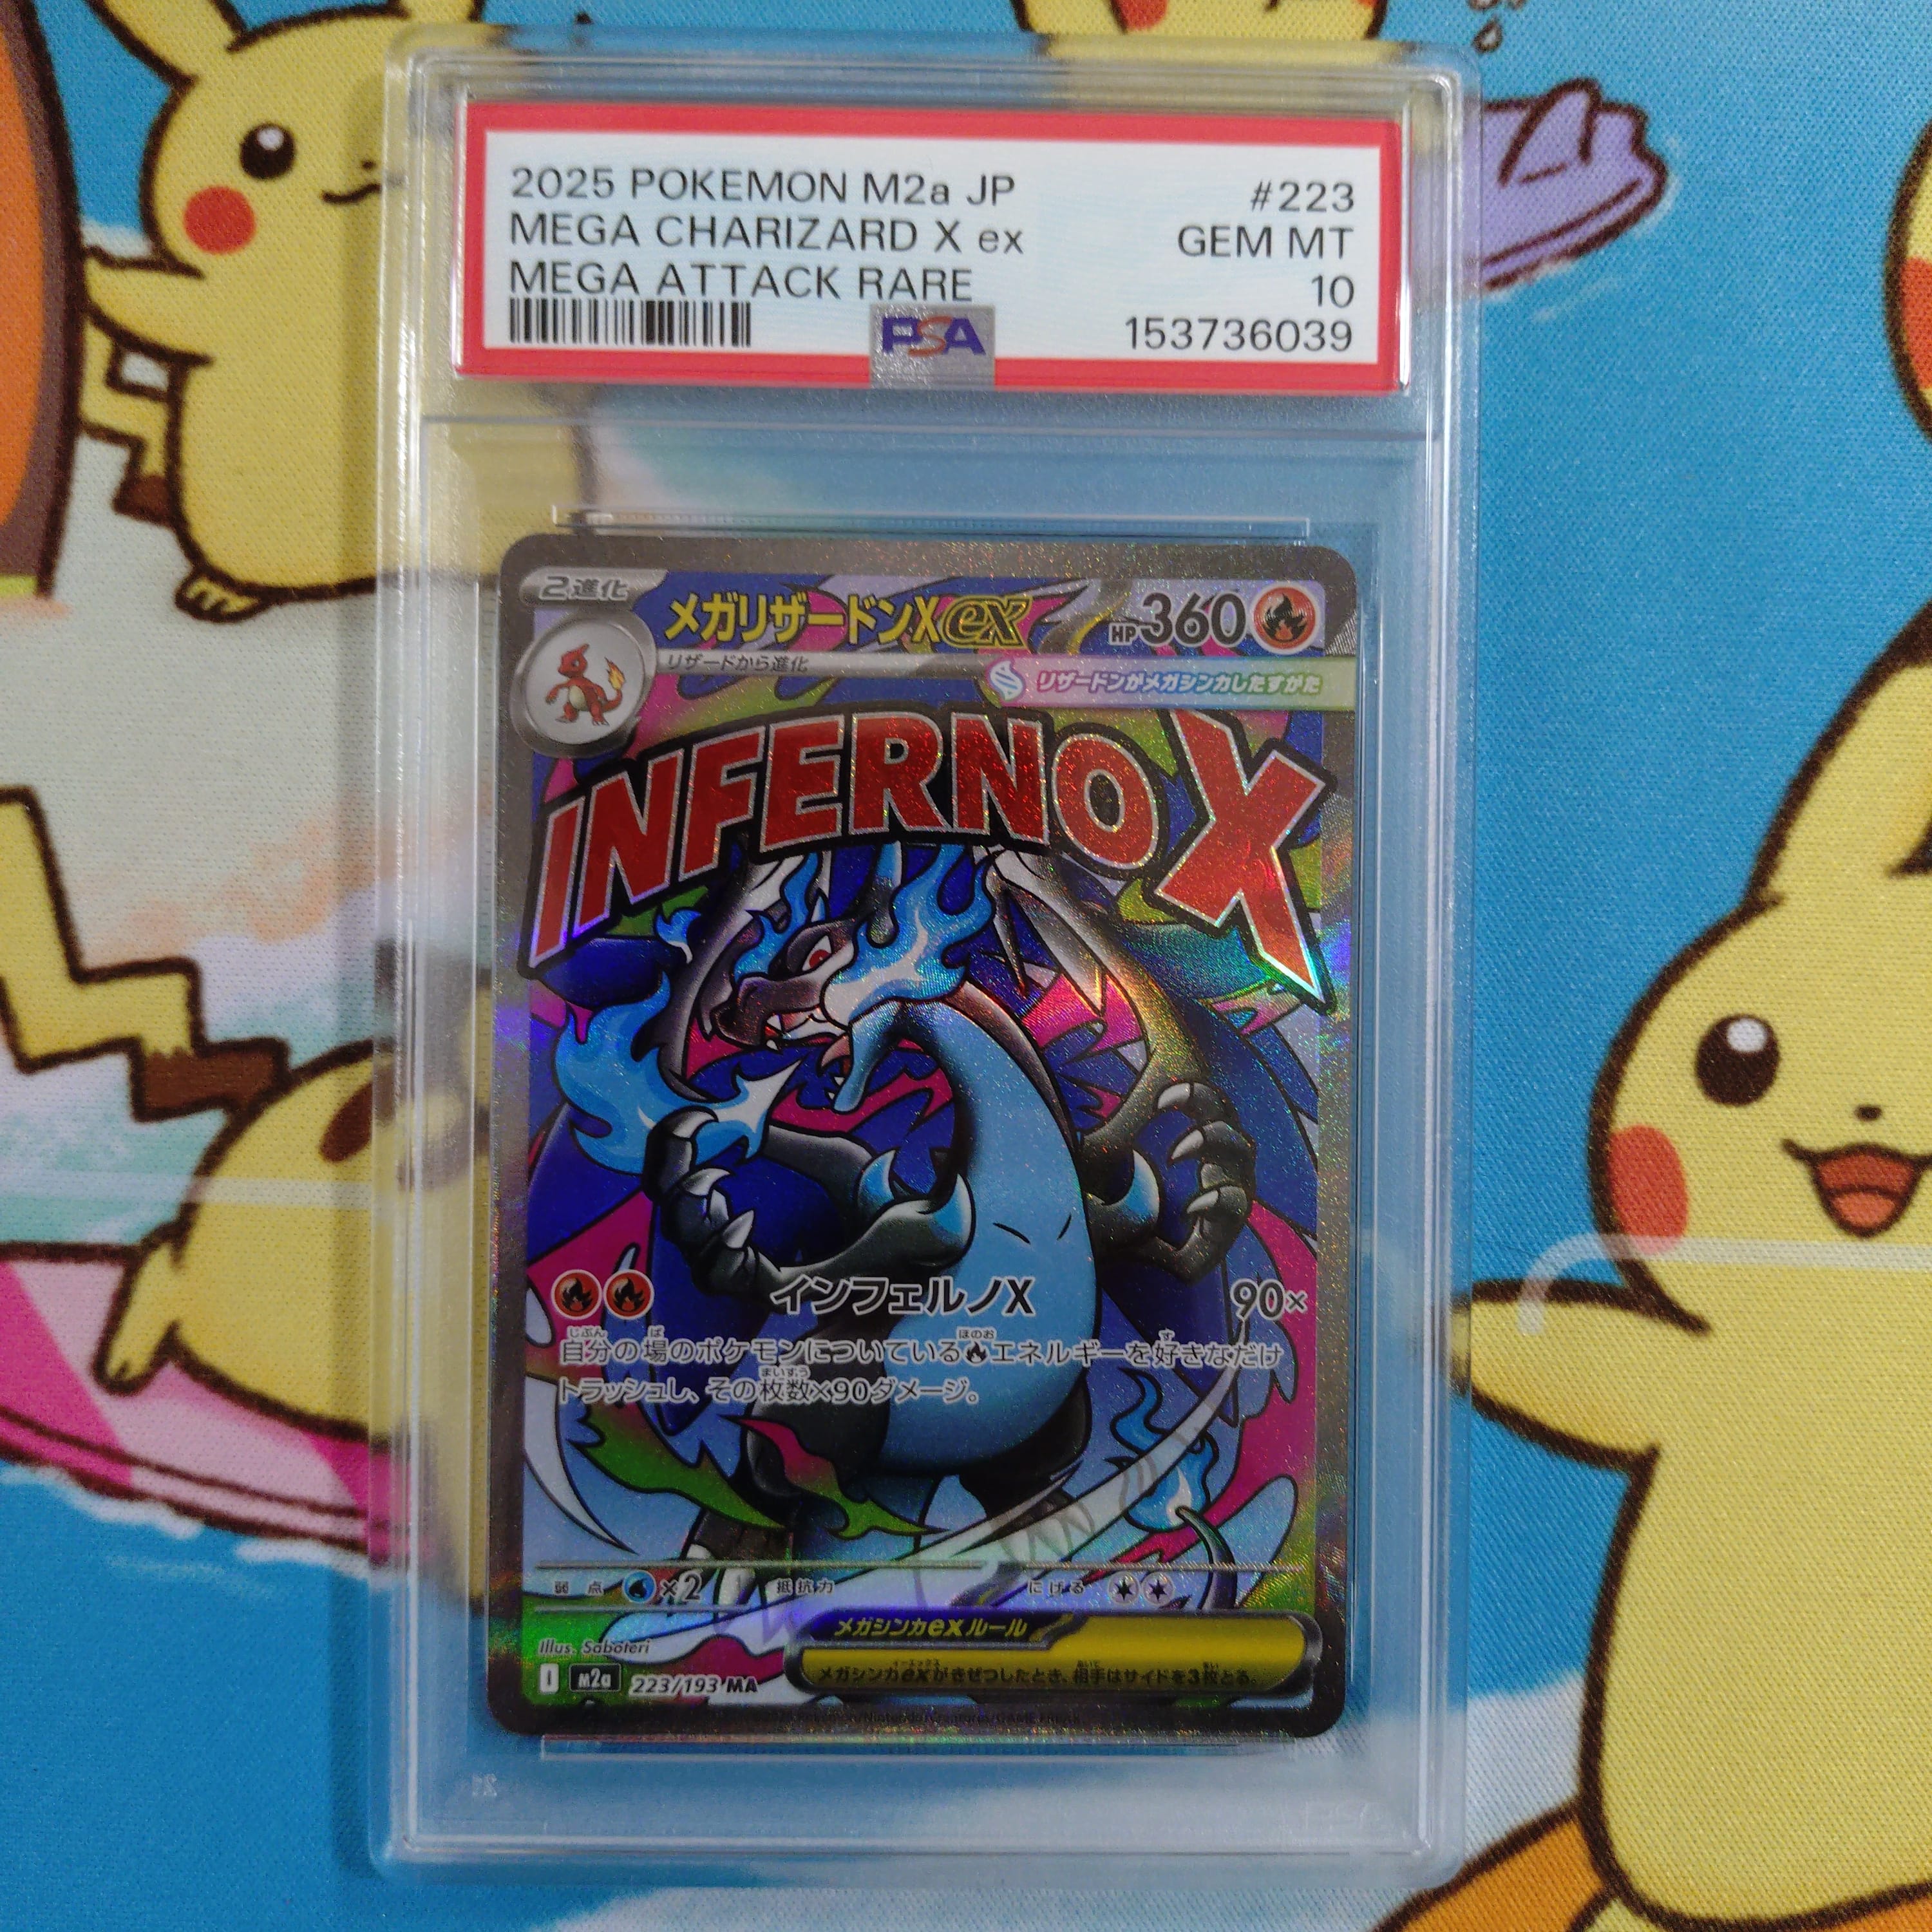 2025 POKEMON M2a JP #223
MEGA CHARIZARD X ex GEM MT
MEGA ATTACK RARE 10
PSA 153736039
2進化
メガリザードンXex HP360
リザードから進化
リザードンがメガシンカしたすがた
INFERNO X
インフェルノX 90×
自分の場のポケモンについているエネルギーを好きなだけ
トラッシュし、その枚数×90ダメージ。
弱点 ×2 抵抗力 にげる
メガシンカexルール
メガシンカexがきぜつしたとき、相手はサイドを3枚とる。
Illus. Saboteri
I M2a 223/193 MA